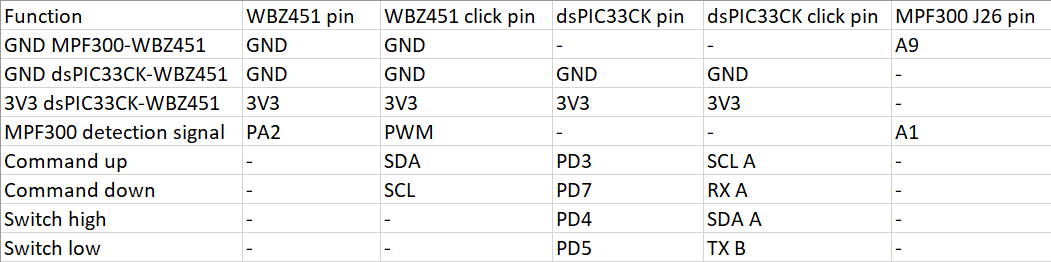 Function WBZ451 pin WBZ451 click pin dsPIC33CK pin dsPIC33CK click pin MPF300 J26 pin
GND MPF300-WBZ451 GND GND - - A9
GND dsPIC33CK-WBZ451 GND GND GND GND -
3V3 dsPIC33CK-WBZ451 3V3 3V3 3V3 3V3 -
MPF300 detection signal PA2 PWM - - A1
Command up - SDA PD3 SCL A -
Command down - SCL PD7 RX A -
Switch high - - PD4 SDA A -
Switch low - - PD5 TX B -